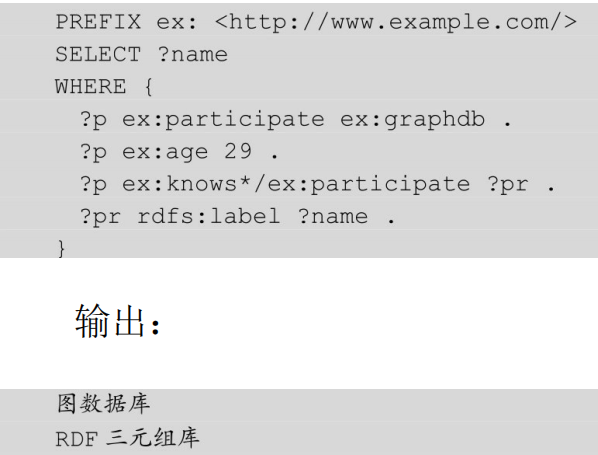 PREFIX ex: <http://www.example.com/>
SELECT ?name
WHERE {
?p ex:participate ex:graphdb .
?p ex:age 29 .
?p ex:knows*/ex:participate ?pr .
?pr rdfs:label ?name .
}
输出：
图数据库
RDF 三元组库